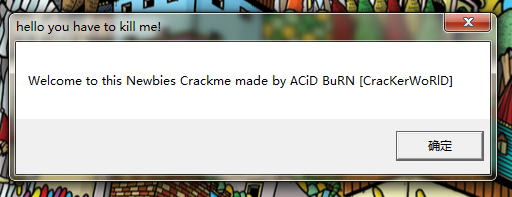 hello you have to kill me!
Welcome to this Newbies Crackme made by ACiD BuRN [CracKerWoRlD]
确定